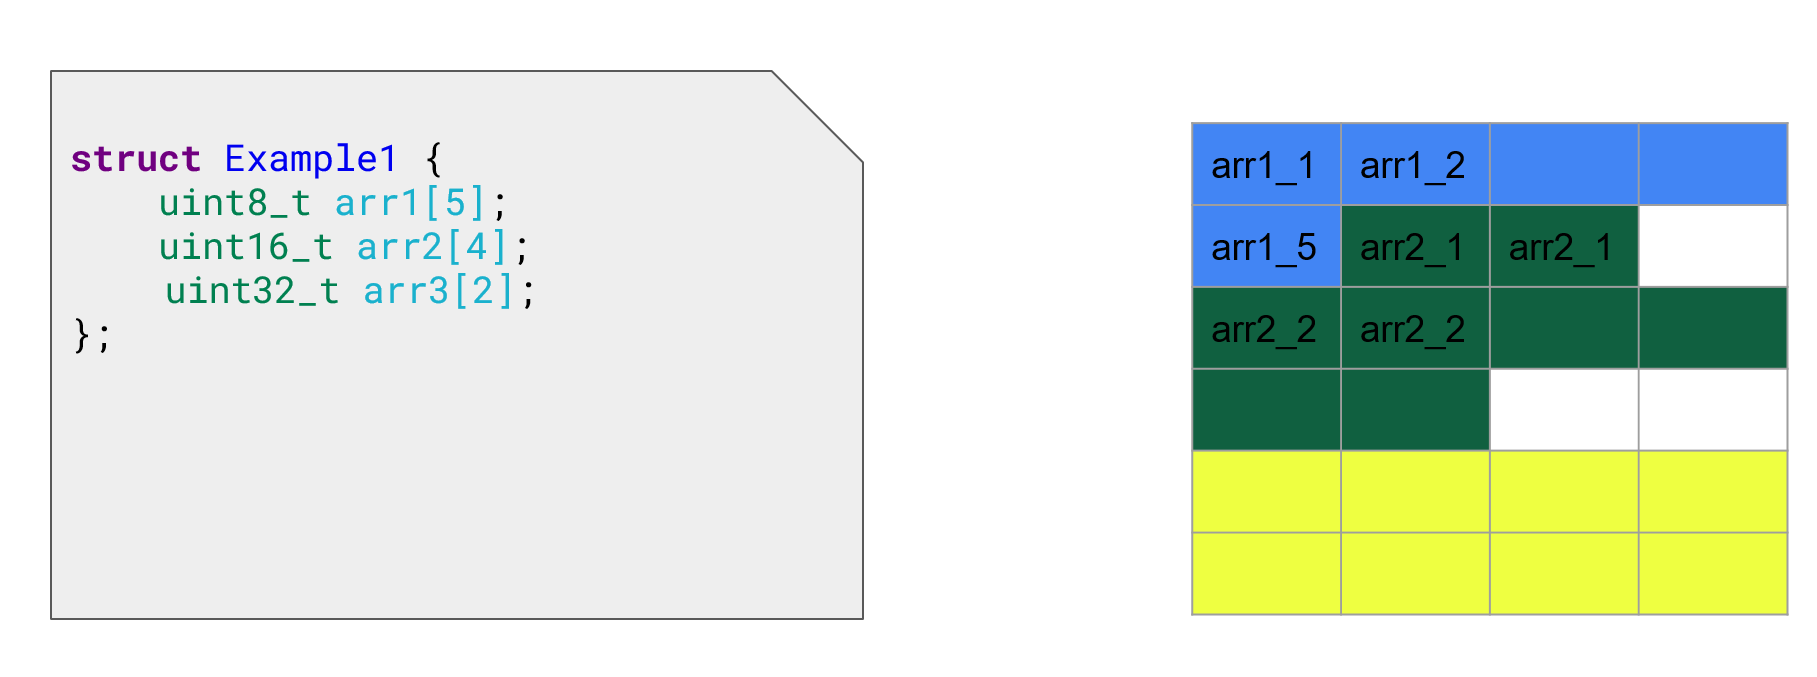 struct Example1 {
    uint8_t arr1[5];
    uint16_t arr2[4];
    uint32_t arr3[2];
};
arr1_1 arr1_2
arr1_5 arr2_1 arr2_1
arr2_2 arr2_2